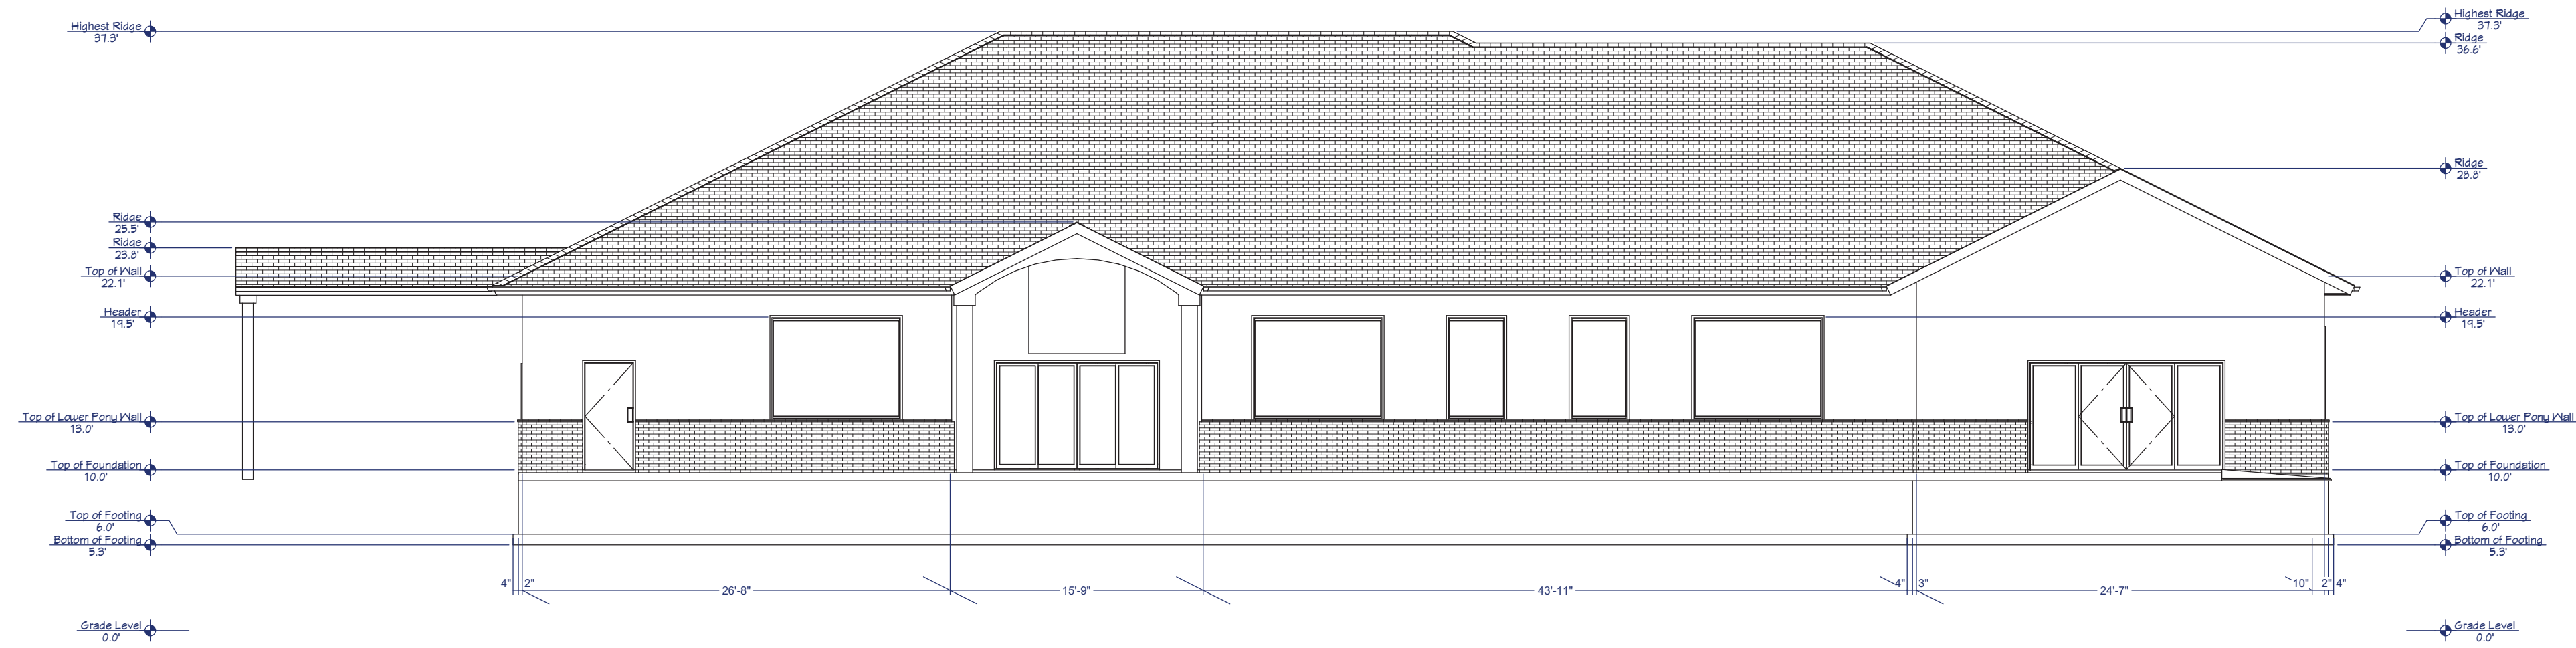 Highest Ridge
37.3'
Ridge
25.5'
Ridge
23.8'
Top of Wall
22.1'
Header
19.5'
Top of Lower Pony Wall
13.0'
Top of Foundation
10.0'
Top of Footing
6.0'
Bottom of Footing
5.3'
Grade Level
0.0'
4" 2" 26'-8" 15'-9" 43'-11" 4" 3" 24'-7" 10" 2" 4"
Highest Ridge
37.3'
Ridge
36.6'
Ridge
28.8'
Top of Wall
22.1'
Header
19.5'
Top of Lower Pony Wall
13.0'
Top of Foundation
10.0'
Top of Footing
6.0'
Bottom of Footing
5.3'
Grade Level
0.0'